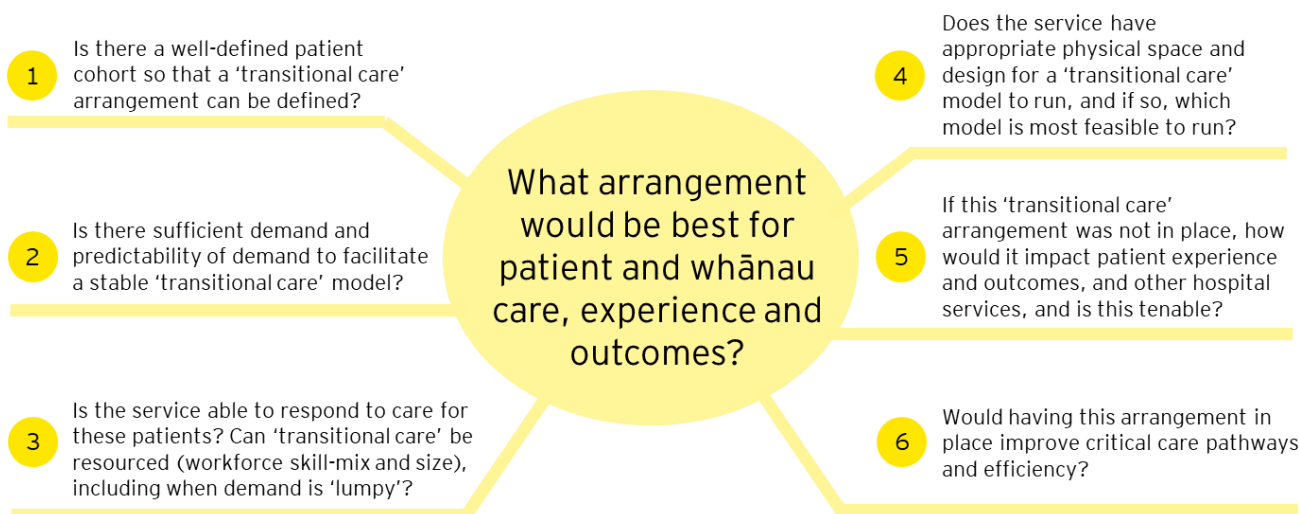 1
Is there a well-defined patient
cohort so that a ‘transitional care’
arrangement can be defined?
2
Is there sufficient demand and
predictability of demand to facilitate
a stable ‘transitional care’ model?
3
Is the service able to respond to care for
these patients? Can ‘transitional care’ be
resourced (workforce skill-mix and size),
including when demand is ‘lumpy’?
What arrangement
would be best for
patient and whānau
care, experience and
outcomes?
4
Does the service have
appropriate physical space and
design for a ‘transitional care’
model to run, and if so, which
model is most feasible to run?
5
If this ‘transitional care’
arrangement was not in place, how
would it impact patient experience
and outcomes, and other hospital
services, and is this tenable?
6
Would having this arrangement in
place improve critical care pathways
and efficiency?